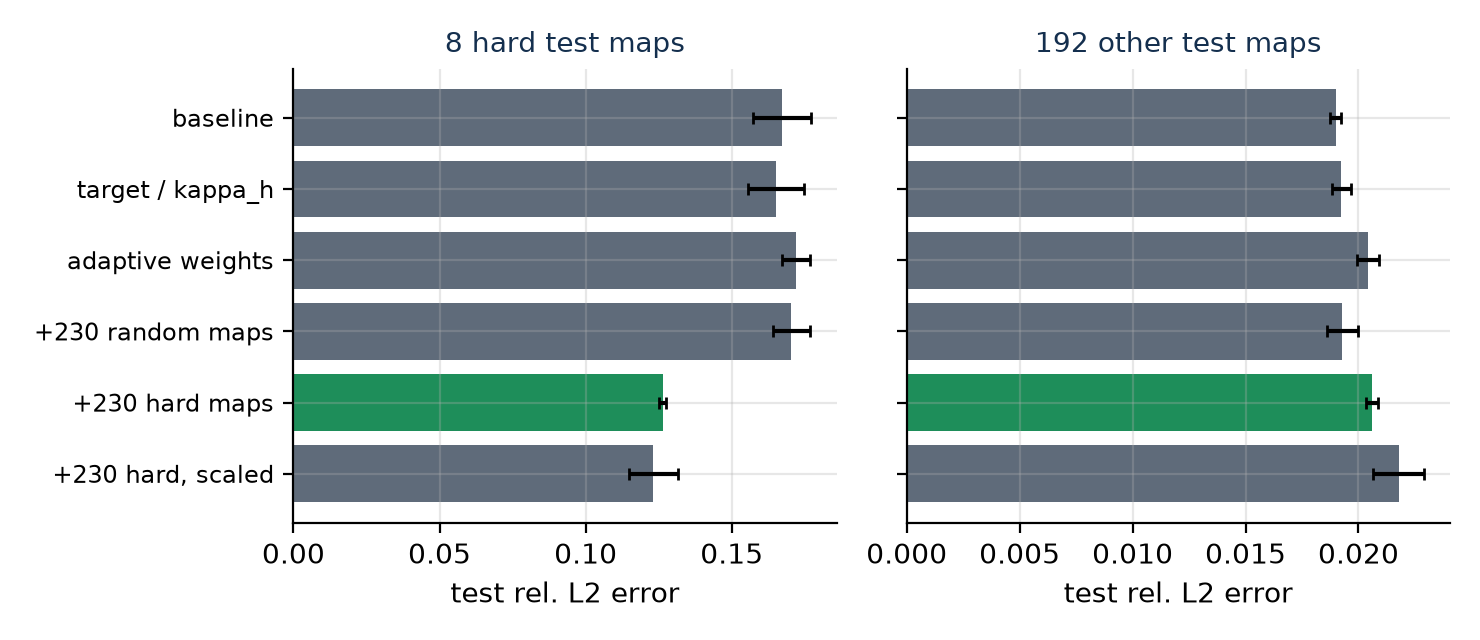 8 hard test maps
192 other test maps
baseline
target / kappa_h
adaptive weights
+230 random maps
+230 hard maps
+230 hard, scaled
0.00 0.05 0.10 0.15
0.000 0.005 0.010 0.015 0.020
test rel. L2 error
test rel. L2 error